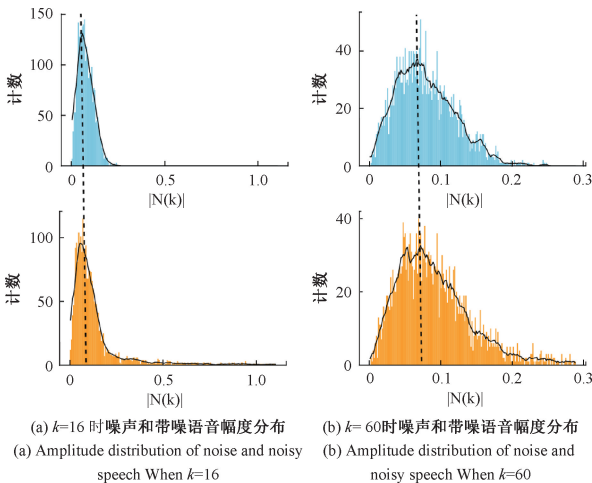 150
100
50
0
计数
0
0.5
1.0
|N(k)|
40
20
0
计数
0
0.1
0.2
0.3
|N(k)|
100
50
0
计数
0
0.5
1.0
|N(k)|
40
20
0
计数
0
0.1
0.2
0.3
|N(k)|
(a) k=16 时噪声和带噪语音幅度分布
(a) Amplitude distribution of noise and noisy
speech When k=16
(b) k= 60时噪声和带噪语音幅度分布
(b) Amplitude distribution of noise and
noisy speech When k=60